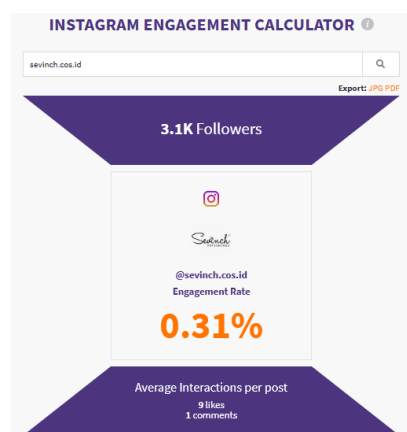 INSTAGRAM ENGAGEMENT CALCULATOR i
sevinch.cos.id
Export: JPG PDF
3.1K Followers
Sevinch
@sevinch.cos.id
Engagement Rate
0.31%
Average Interactions per post
9 likes
1 comments